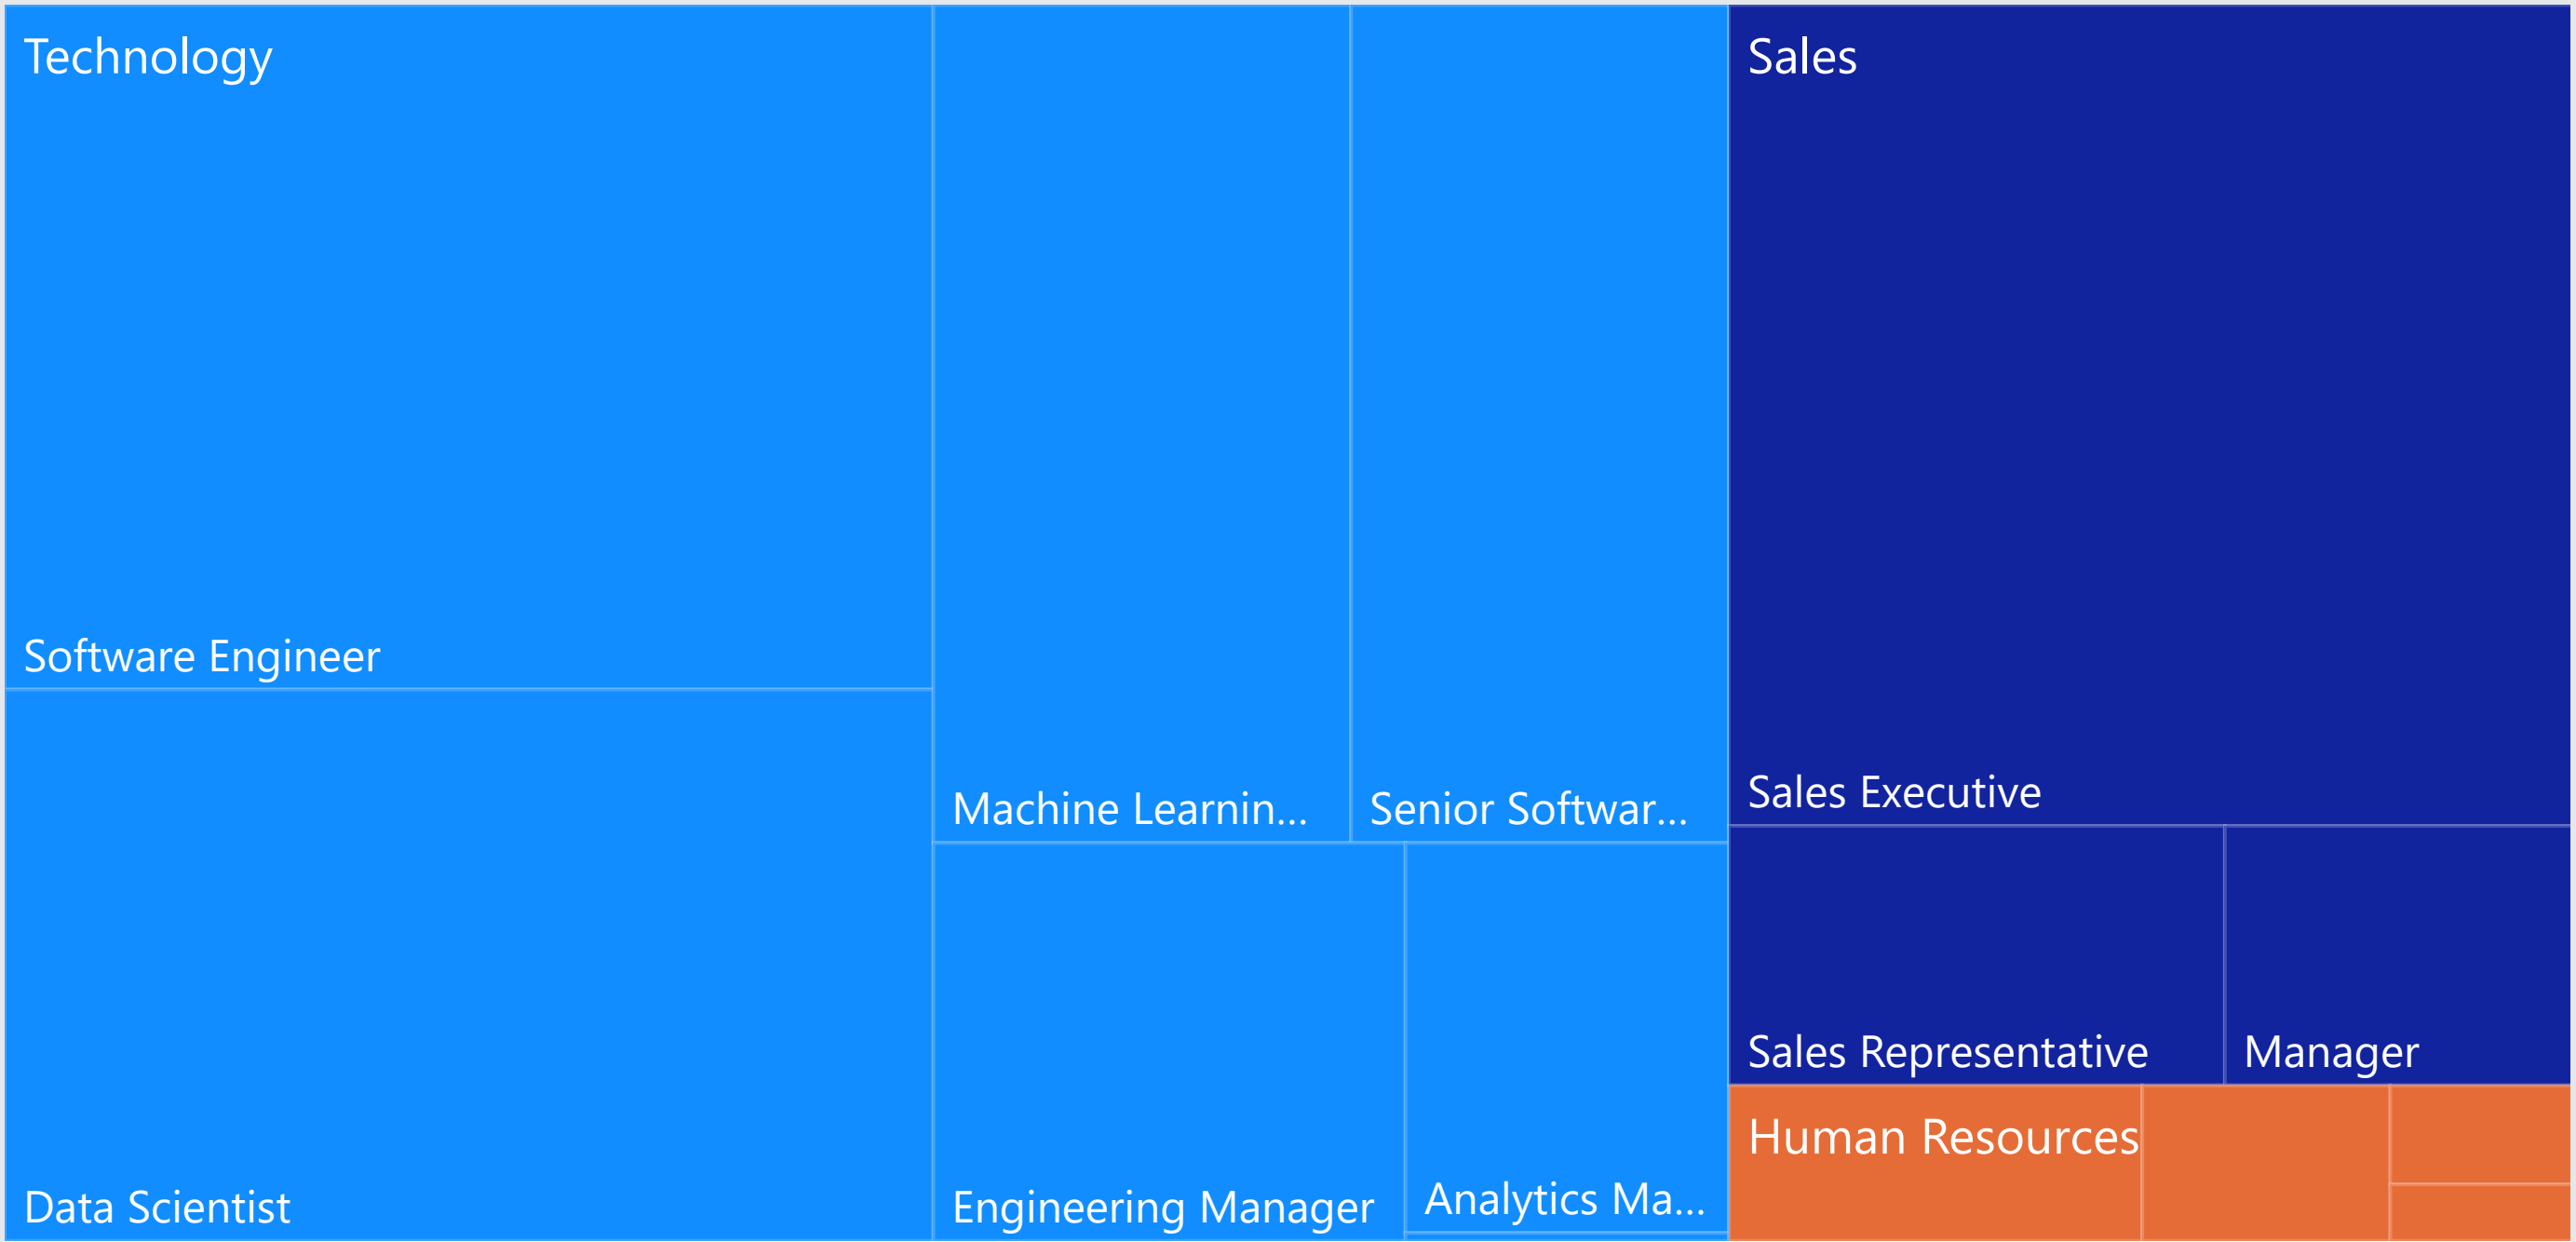 Technology
Software Engineer
Data Scientist
Machine Learnin...
Senior Softwar...
Engineering Manager
Analytics Ma...
Sales
Sales Executive
Sales Representative
Manager
Human Resources